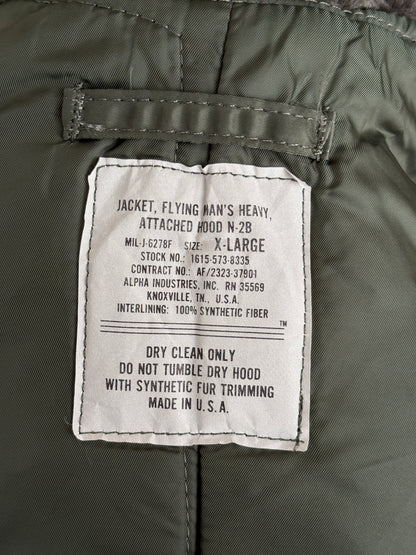 JACKET, FLYING MAN'S HEAVY,
ATTACHED HOOD N-2B
MIL-J-6278F SIZE: X-LARGE
STOCK NO.: 1615-573-8335
CONTRACT NO.: AF/2323-37901
ALPHA INDUSTRIES, INC. RN 35569
KNOXVILLE, TN., U.S.A.
INTERLINING: 100% SYNTHETIC FIBER
TM
DRY CLEAN ONLY
DO NOT TUMBLE DRY HOOD
WITH SYNTHETIC FUR TRIMMING
MADE IN U.S.A.